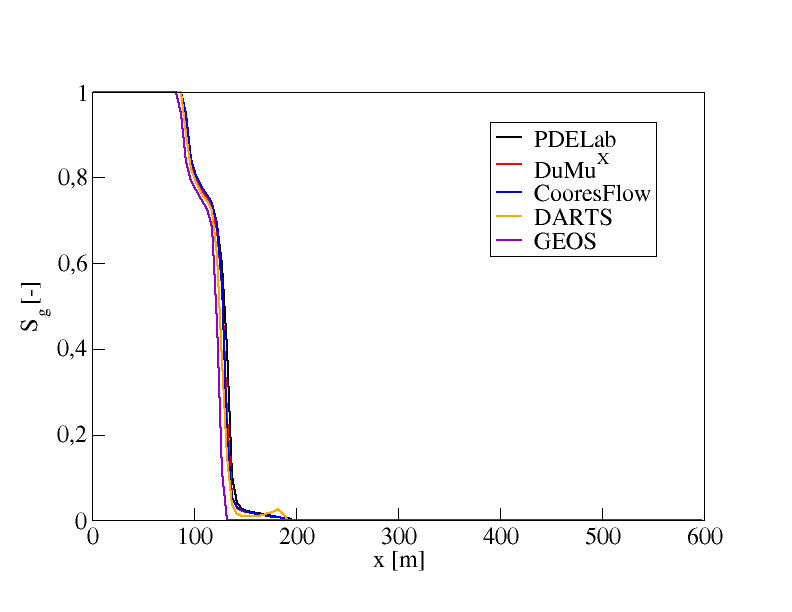 1
0,8
0,6
0,4
0,2
0
S_g [-]
PDELab
DuMu^X
CooresFlow
DARTS
GEOS
0 100 200 300 400 500 600
x [m]